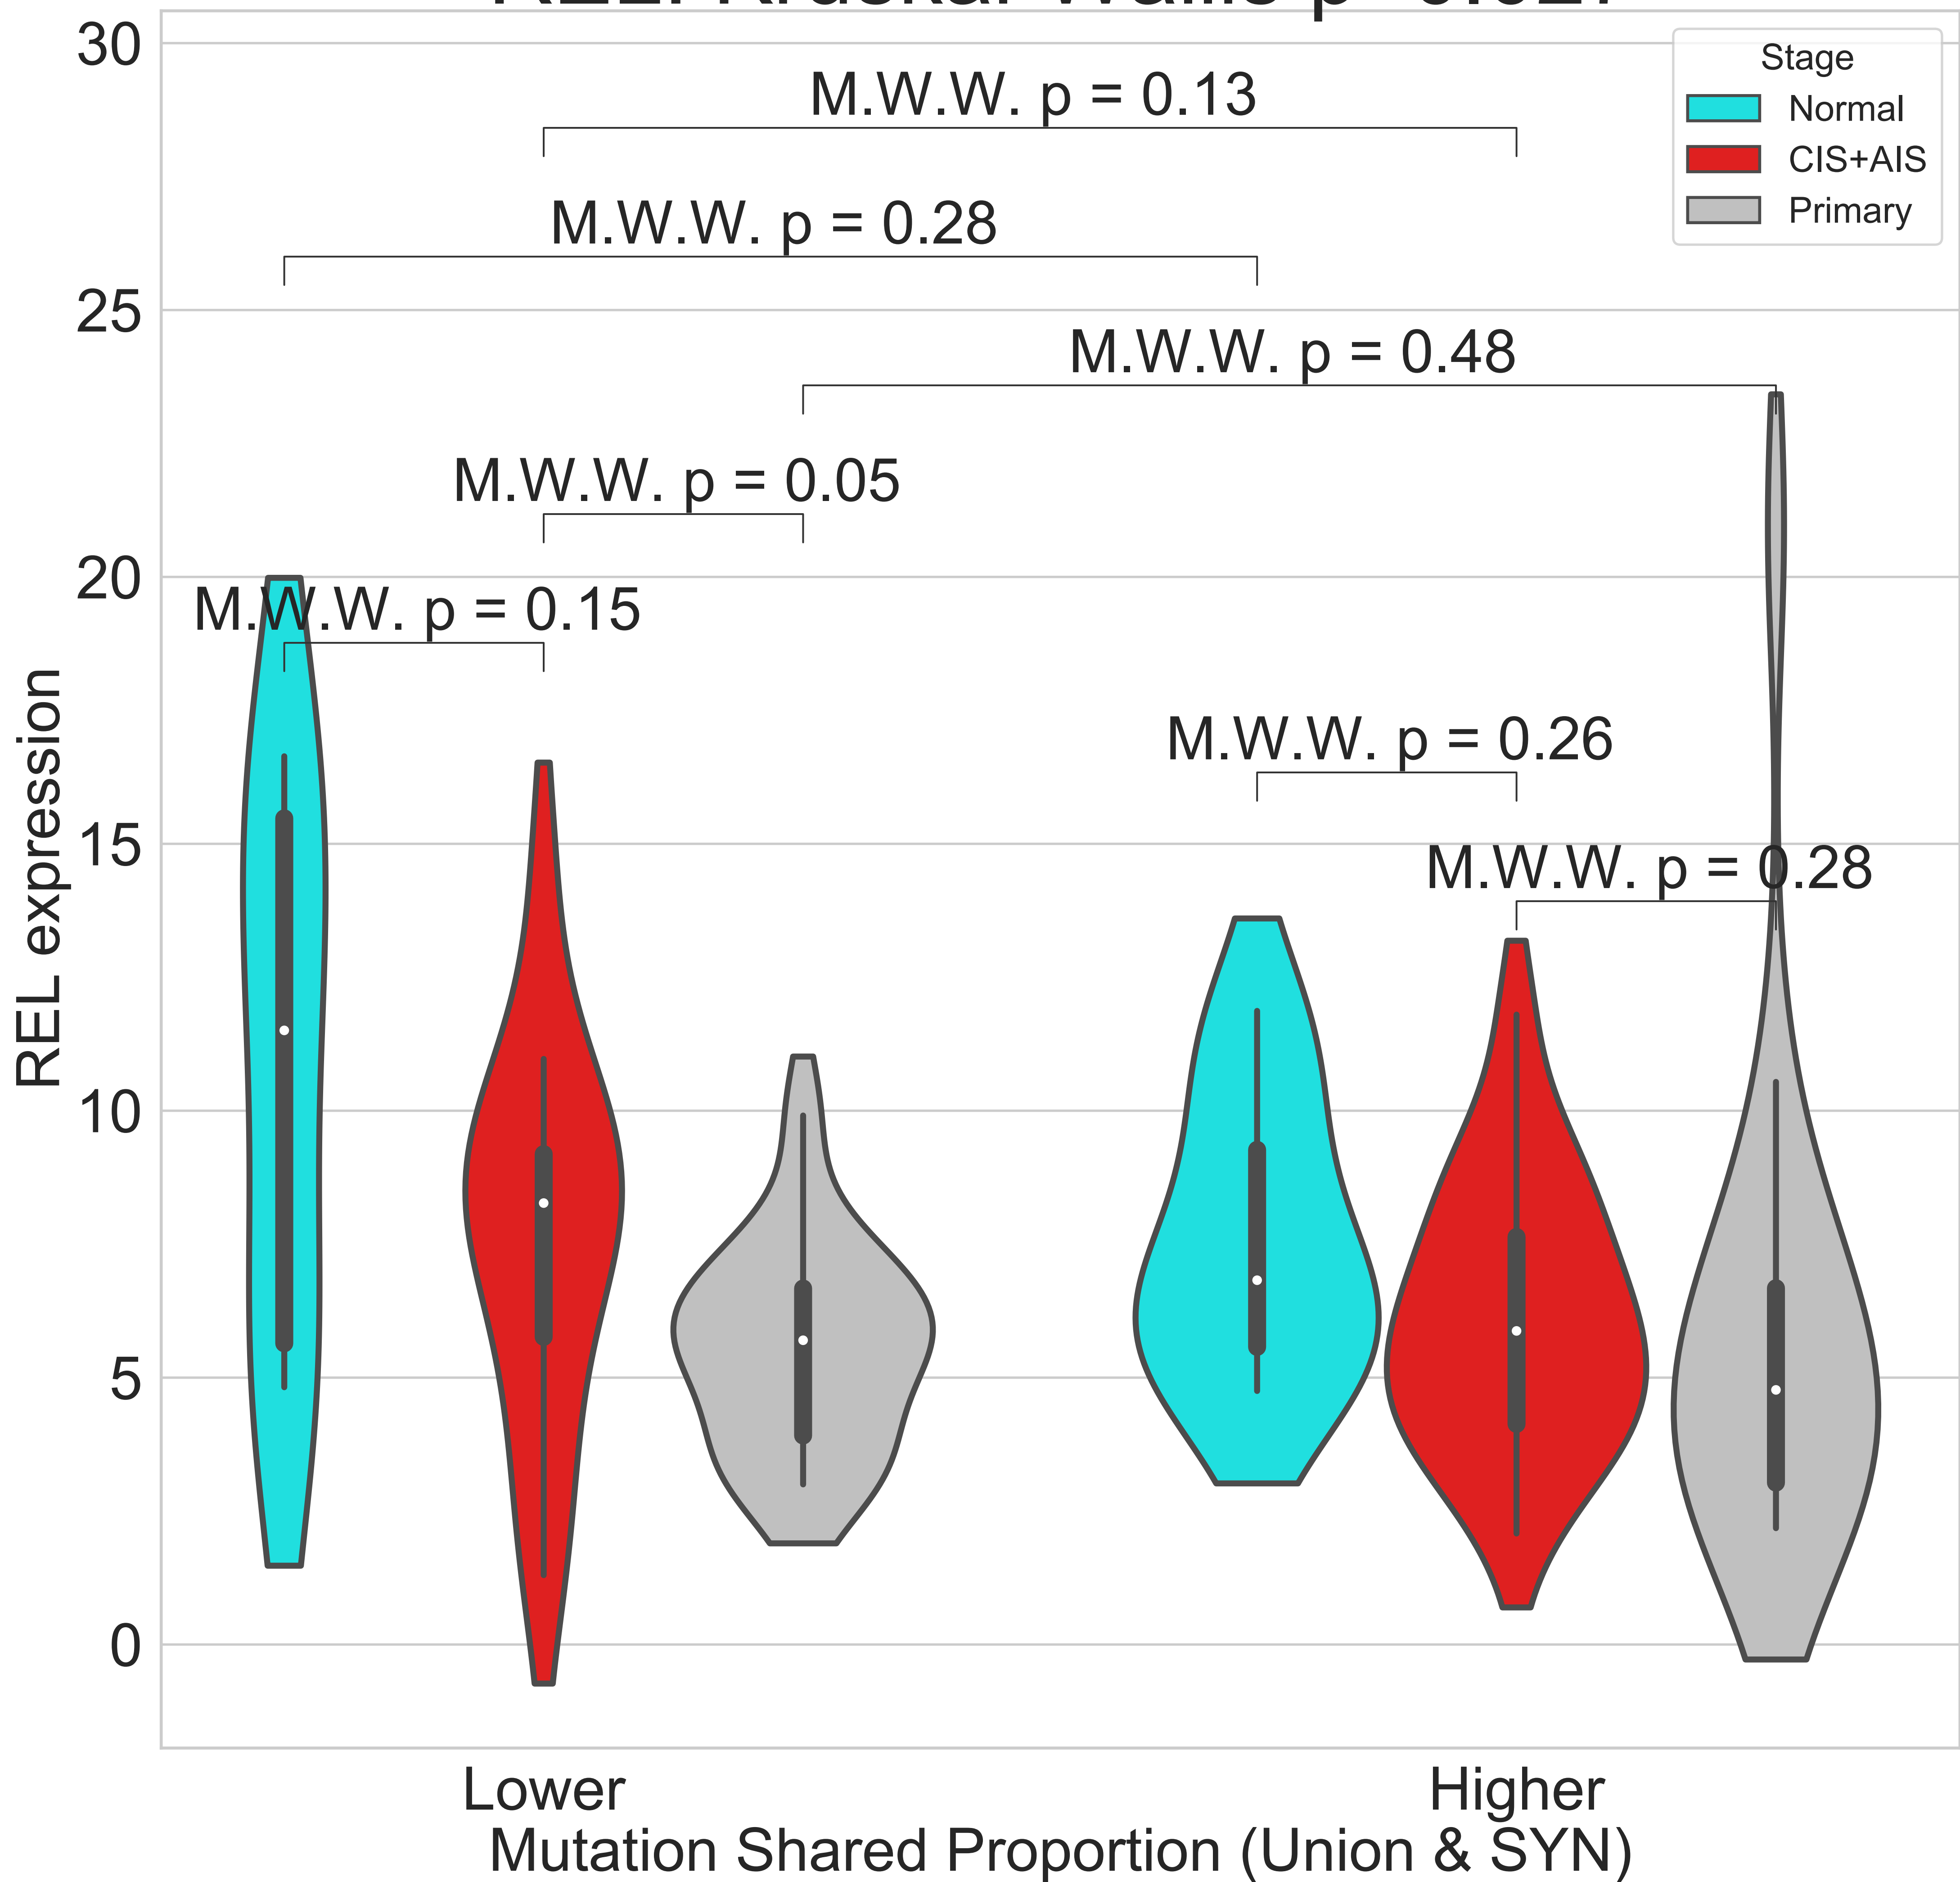 30
25
20
15
10
5
0
REL expression
M.W.W. p = 0.13
M.W.W. p = 0.28
M.W.W. p = 0.48
M.W.W. p = 0.05
M.W.W. p = 0.15
M.W.W. p = 0.26
M.W.W. p = 0.28
Stage
Normal
CIS+AIS
Primary
Lower
Higher
Mutation Shared Proportion (Union & SYN)